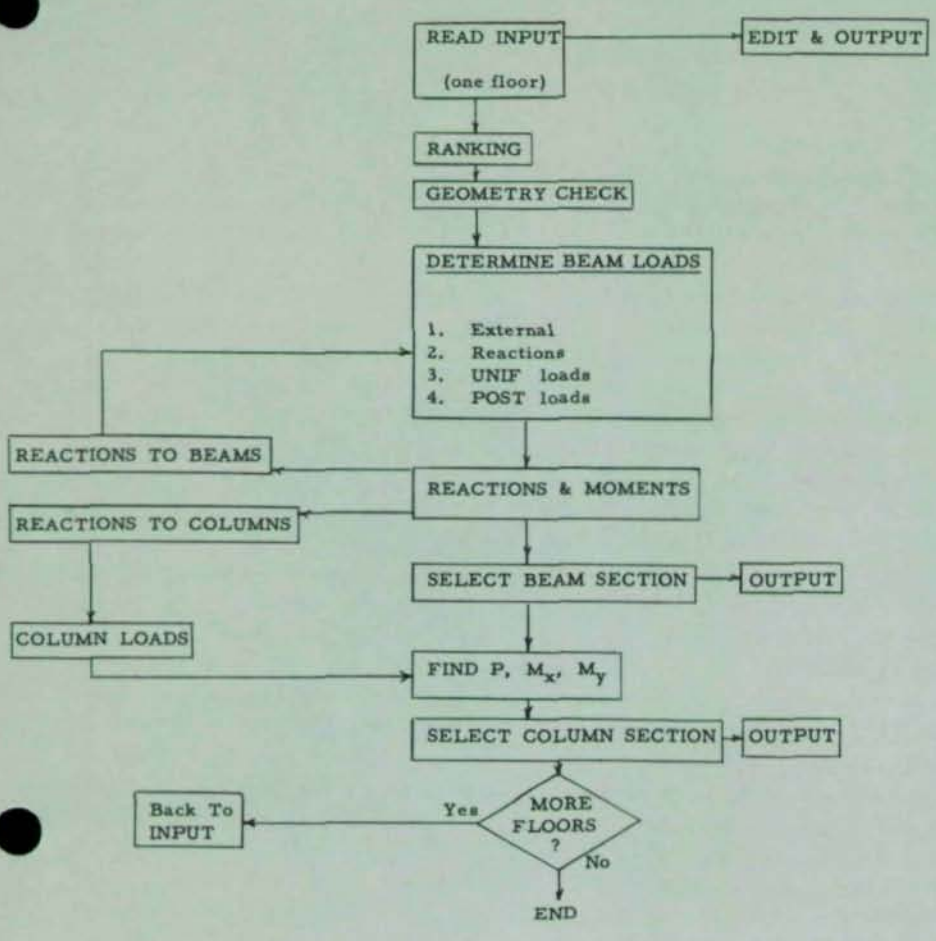 READ INPUT
(one floor)
EDIT & OUTPUT
RANKING
GEOMETRY CHECK
DETERMINE BEAM LOADS
1. External
2. Reactions
3. UNIF loads
4. POST loads
REACTIONS TO BEAMS
REACTIONS & MOMENTS
REACTIONS TO COLUMNS
SELECT BEAM SECTION
OUTPUT
COLUMN LOADS
FIND P, Mx, My
SELECT COLUMN SECTION
OUTPUT
MORE
FLOORS
?
Yes
Back To
INPUT
No
END